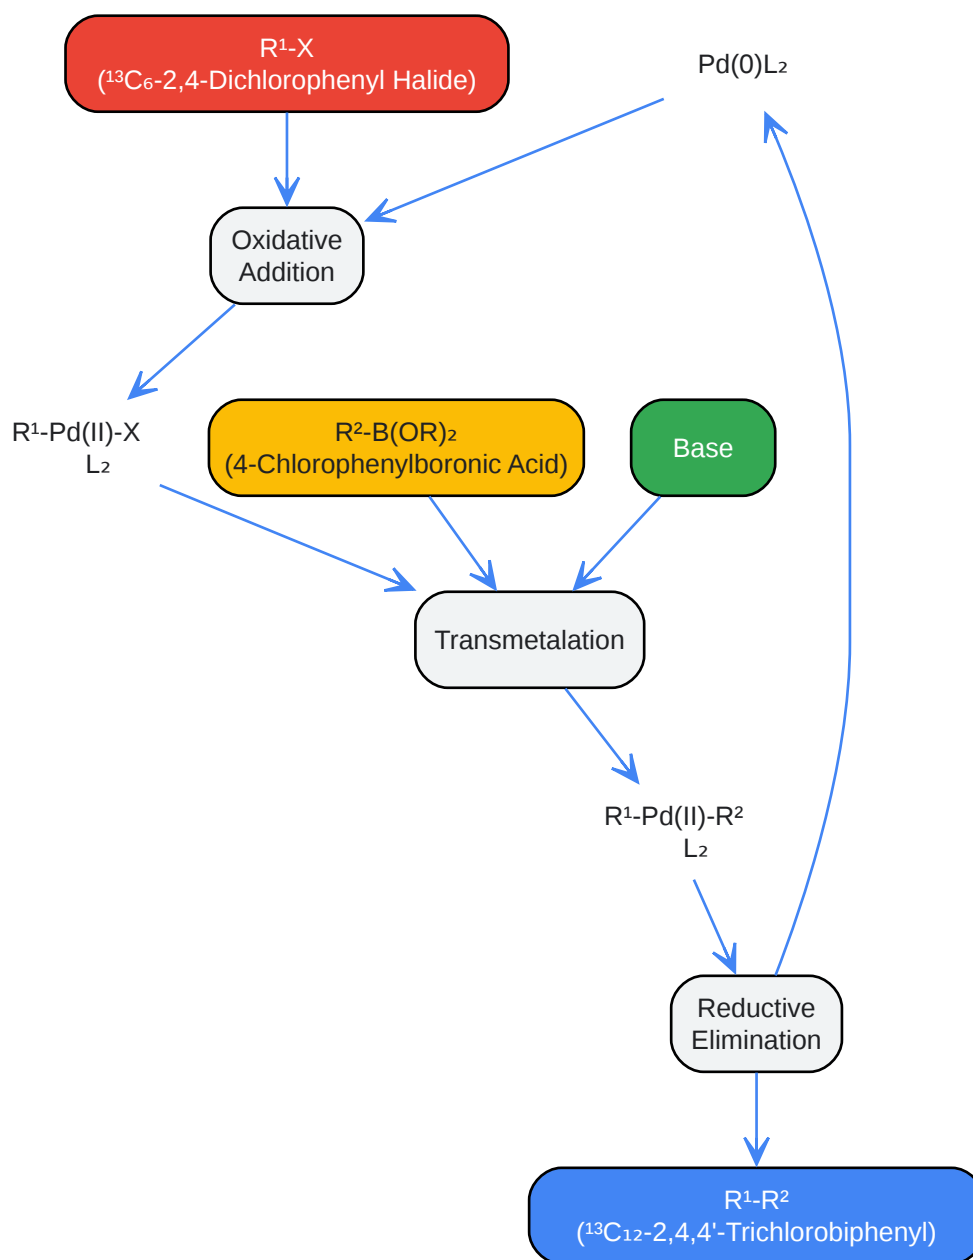 R¹-X
(¹³C₆-2,4-Dichlorophenyl Halide)
Pd(0)L₂
Oxidative
Addition
R¹-Pd(II)-X
L₂
R²-B(OR)₂
(4-Chlorophenylboronic Acid)
Base
Transmetalation
R¹-Pd(II)-R²
L₂
Reductive
Elimination
R¹-R²
(¹³C₁₂-2,4,4'-Trichlorobiphenyl)